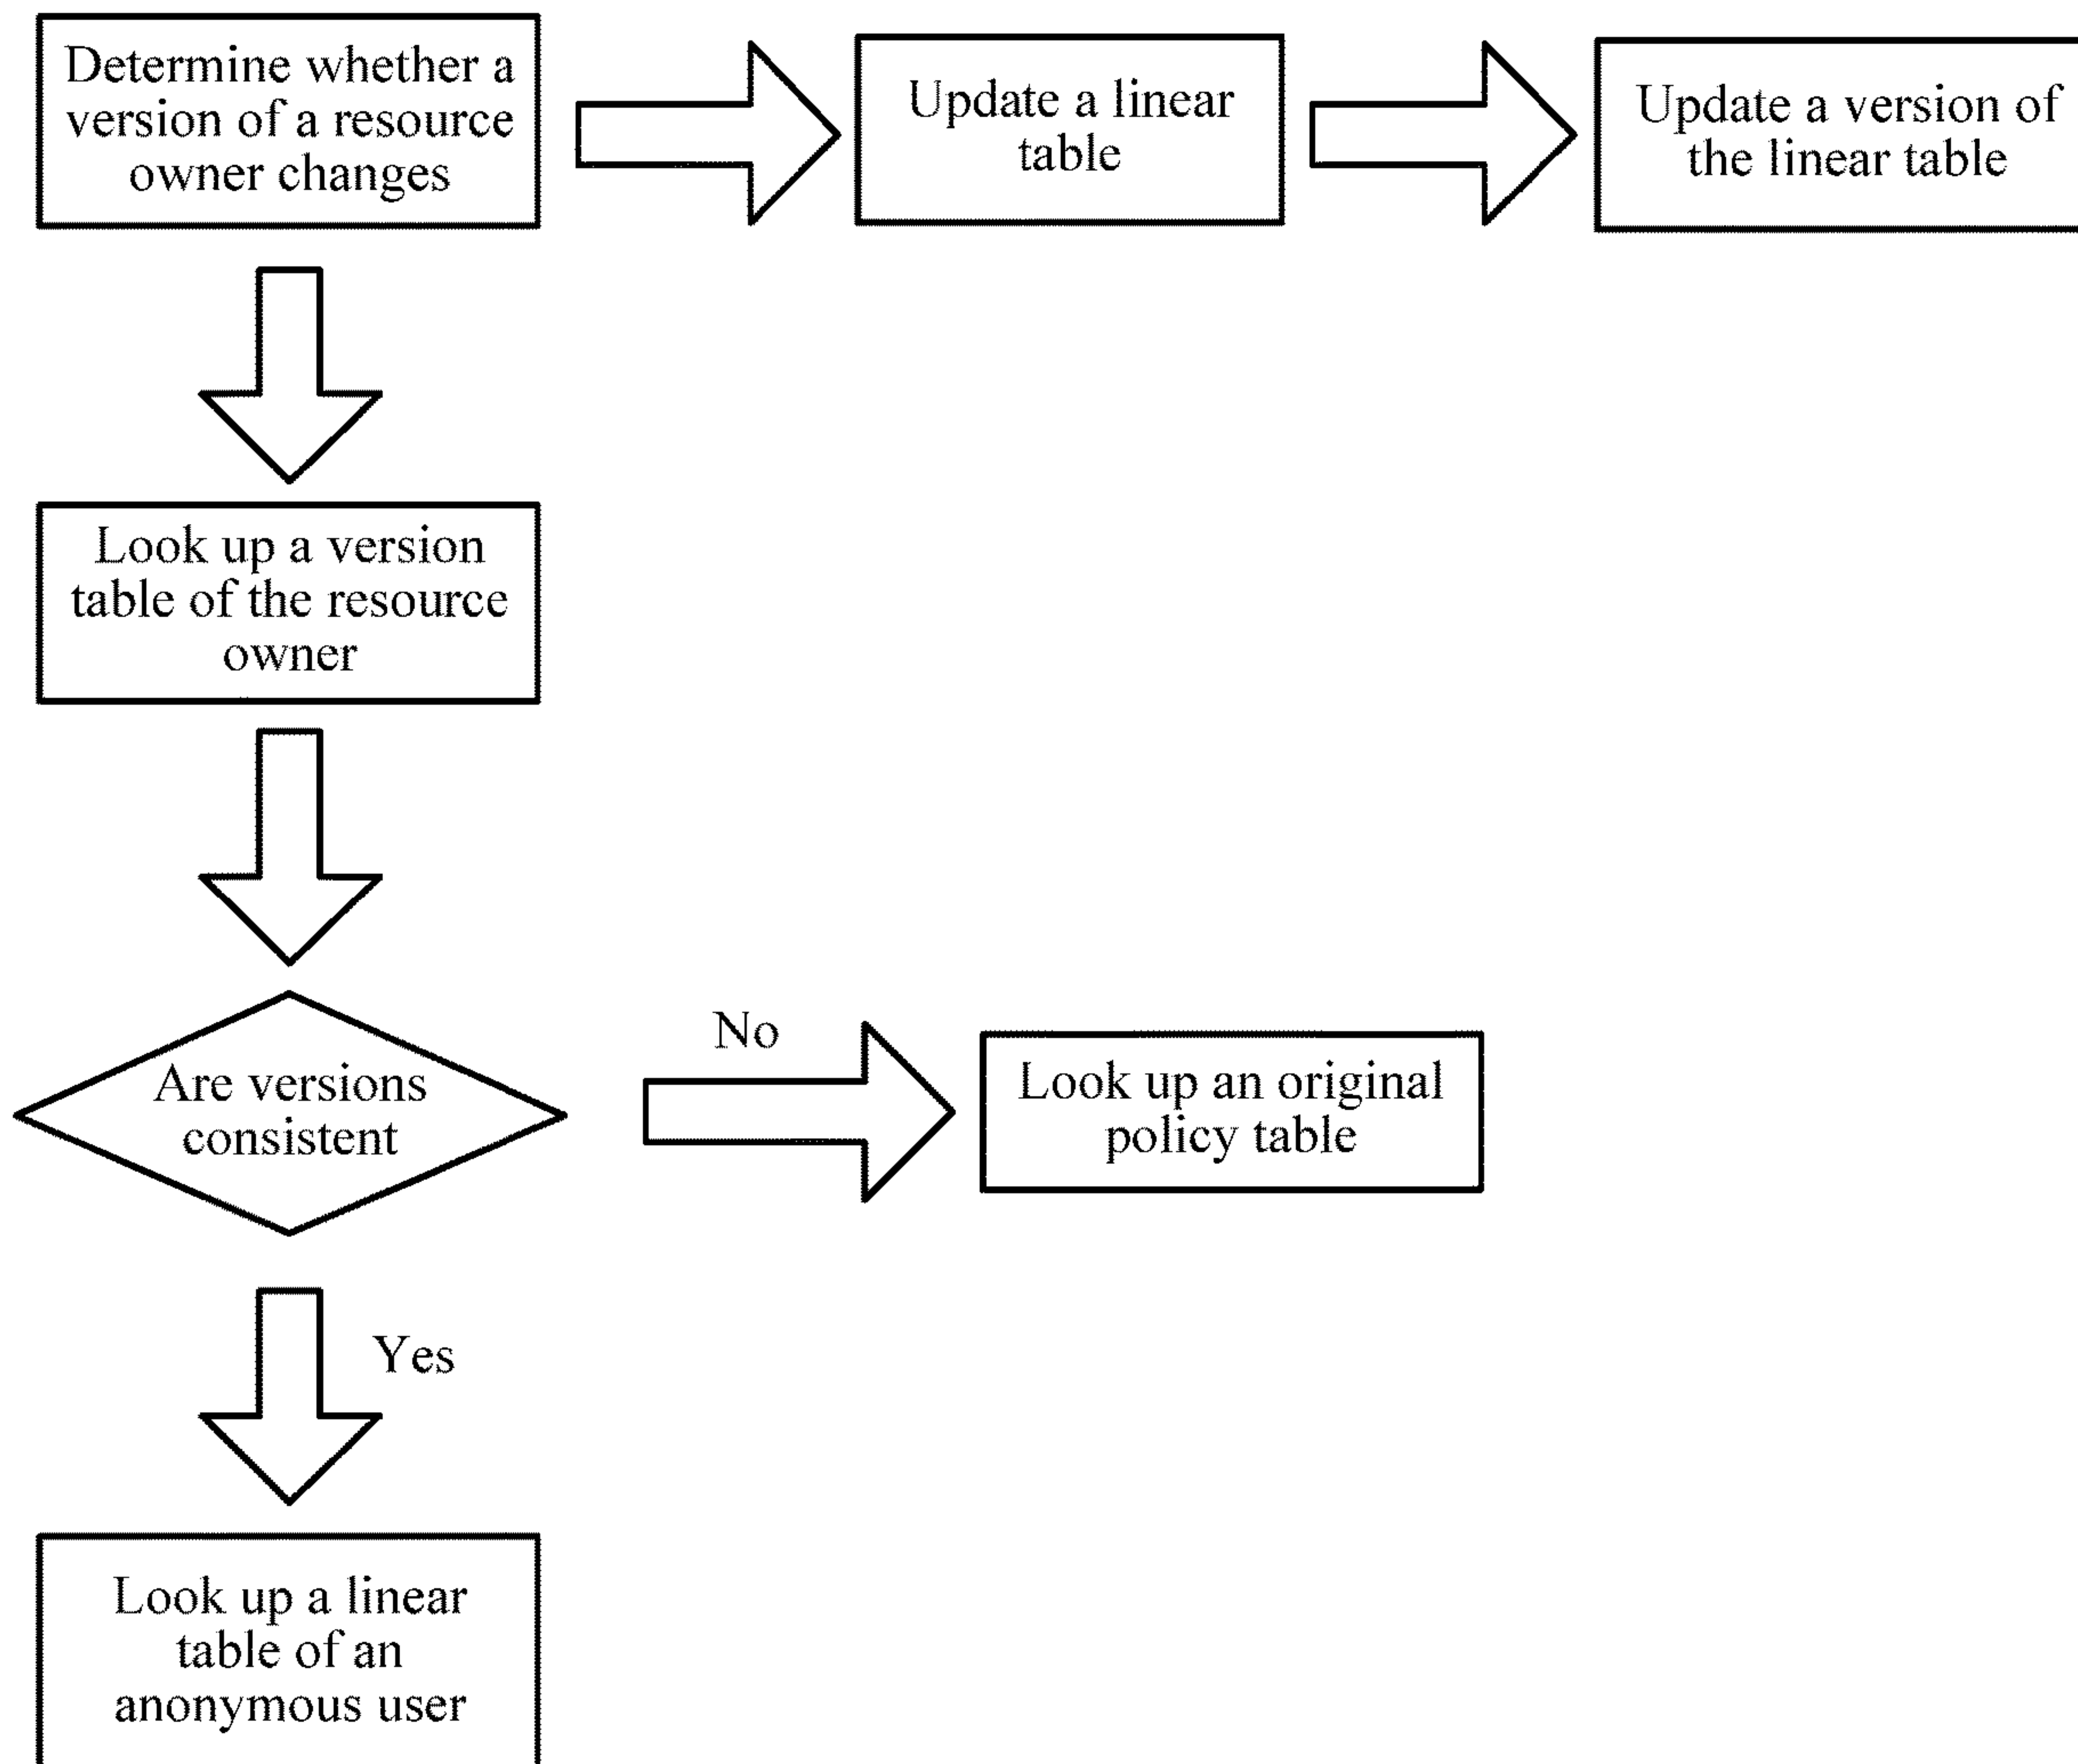 Determine whether a
version of a resource
owner changes
Update a linear
table
Update a version of
the linear table
Look up a version
table of the resource
owner
Are versions
consistent
No
Look up an original
policy table
Yes
Look up a linear
table of an
anonymous user